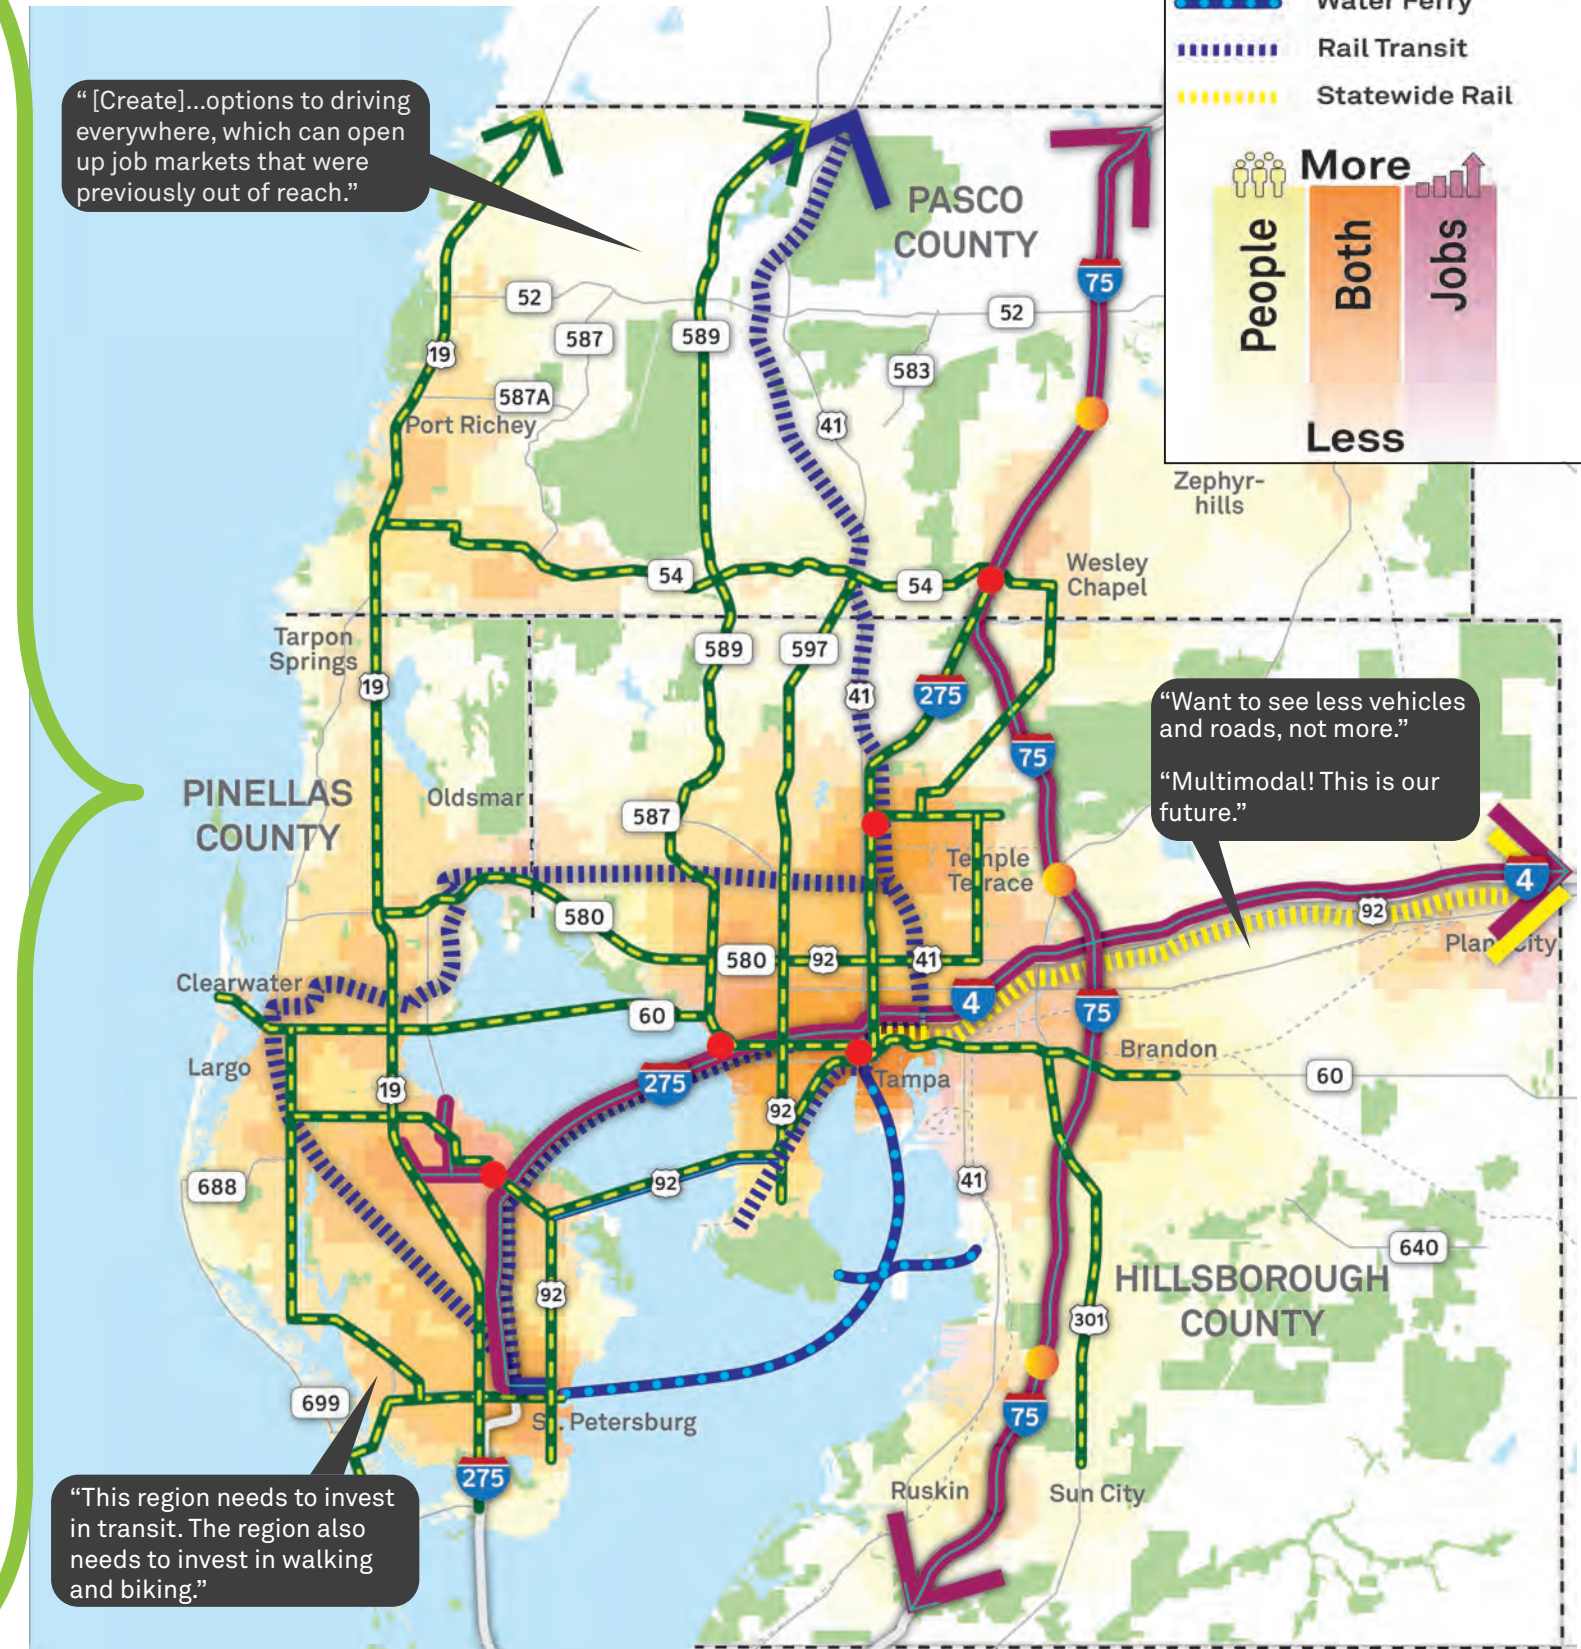 Water Ferry
Rail Transit
Statewide Rail
More
People
Both
Jobs
Less
“ [Create]...options to driving
everywhere, which can open
up job markets that were
previously out of reach.”
PASCO
COUNTY
75
52
52
587
589
19
583
587A
41
Port Richey
Zephyr-
hills
Wesley
Chapel
54
54
Tarpon
Springs
589
597
19
41
275
75
“Want to see less vehicles
and roads, not more.”
“Multimodal! This is our
future.”
PINELLAS
COUNTY
Oldsmar
587
Temple
Terrace
4
92
580
580
92
41
Plant City
Clearwater
4
60
75
Largo
Brandon
275
Tampa
60
19
92
688
92
41
640
HILLSBOROUGH
COUNTY
92
301
699
75
St. Petersburg
275
Ruskin
Sun City
“This region needs to invest
in transit. The region also
needs to invest in walking
and biking.”